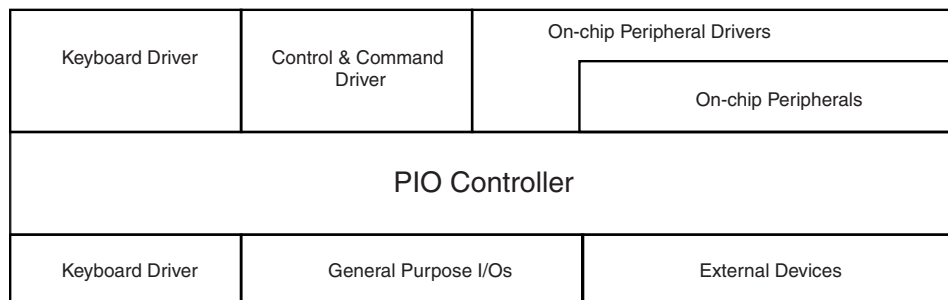 On-chip Peripheral Drivers
Keyboard Driver
Control & Command
Driver
On-chip Peripherals
PIO Controller
Keyboard Driver
General Purpose I/Os
External Devices